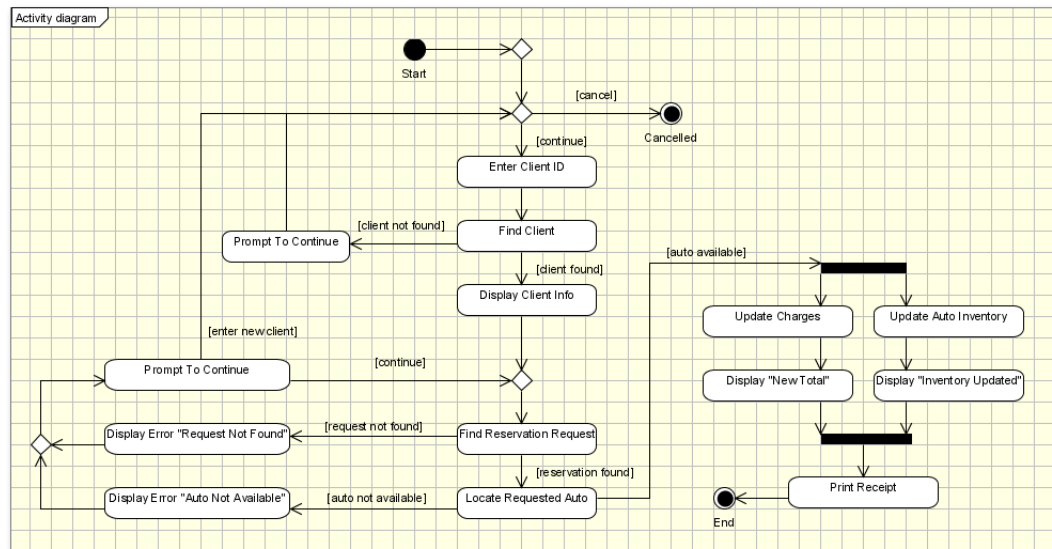 Activity diagram
Start
[cancel]
Cancelled
[continue]
Enter Client ID
[client not found]
Find Client
Prompt To Continue
[auto available]
[client found]
Display Client Info
Update Charges
Update Auto Inventory
[enter new client]
Prompt To Continue
[continue]
Display "New Total"
Display "Inventory Updated"
[request not found]
Display Error "Request Not Found"
Find Reservation Request
[reservation found]
Display Error "Auto Not Available"
[auto not available]
Locate Requested Auto
Print Receipt
End